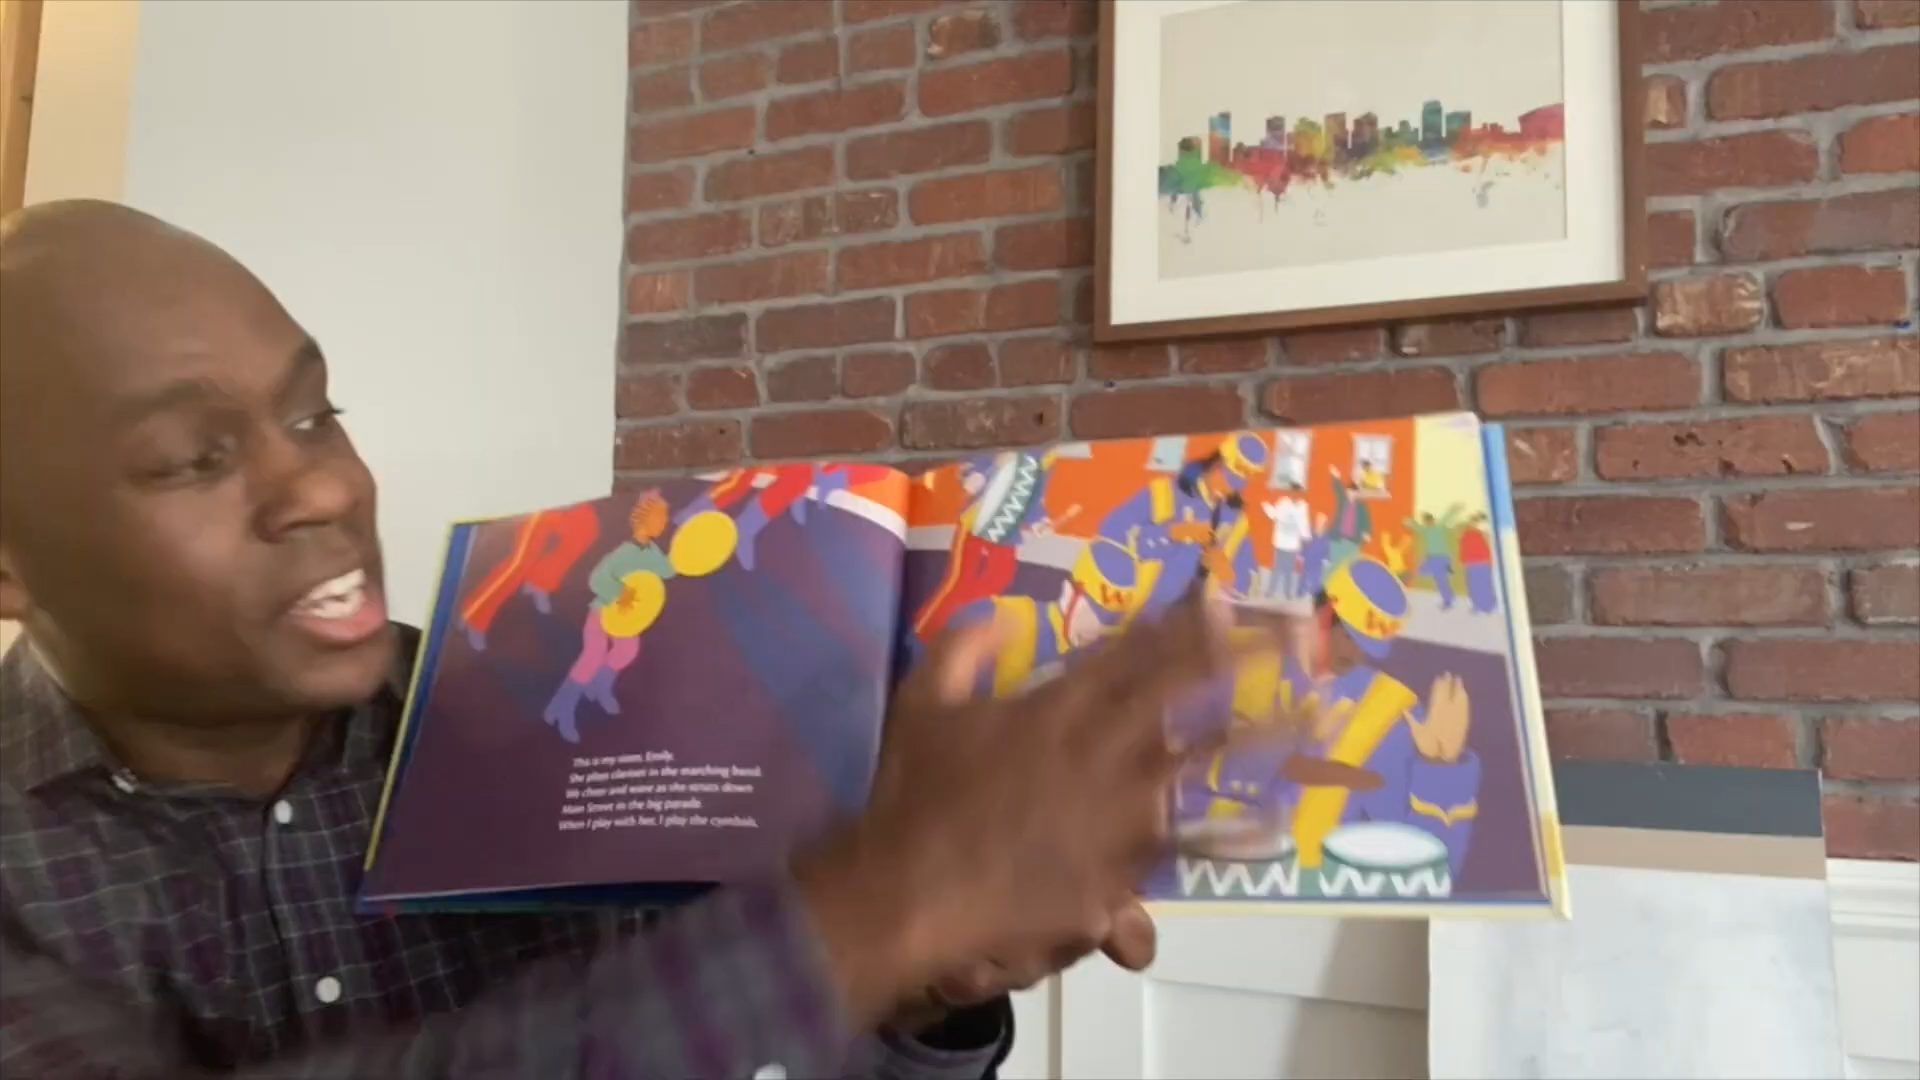 This is my sister, Emily.
She plays clarinet in the marching band.
We cheer and wave as she struts down
Main Street in the big parade.
When I play with her, I play the cymbals.